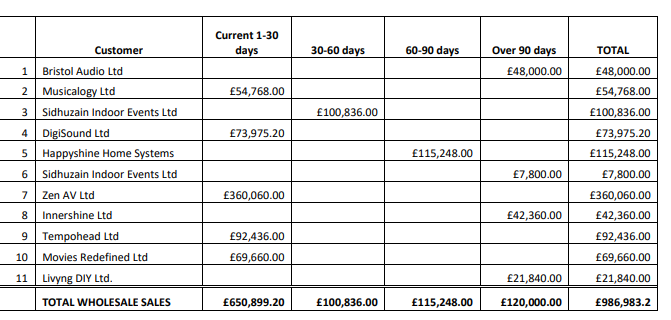 Customer Current 1-30 days 30-60 days 60-90 days Over 90 days TOTAL
1 Bristol Audio Ltd £48,000.00 £48,000.00
2 Musicalogy Ltd £54,768.00 £54,768.00
3 Sidhuzain Indoor Events Ltd £100,836.00 £100,836.00
4 DigiSound Ltd £73,975.20 £73,975.20
5 Happyshine Home Systems £115,248.00 £115,248.00
6 Sidhuzain Indoor Events Ltd £7,800.00 £7,800.00
7 Zen AV Ltd £360,060.00 £360,060.00
8 Innershine Ltd £42,360.00 £42,360.00
9 Tempohead Ltd £92,436.00 £92,436.00
10 Movies Redefined Ltd £69,660.00 £69,660.00
11 Livyng DIY Ltd. £21,840.00 £21,840.00
TOTAL WHOLESALE SALES £650,899.20 £100,836.00 £115,248.00 £120,000.00 £986,983.2